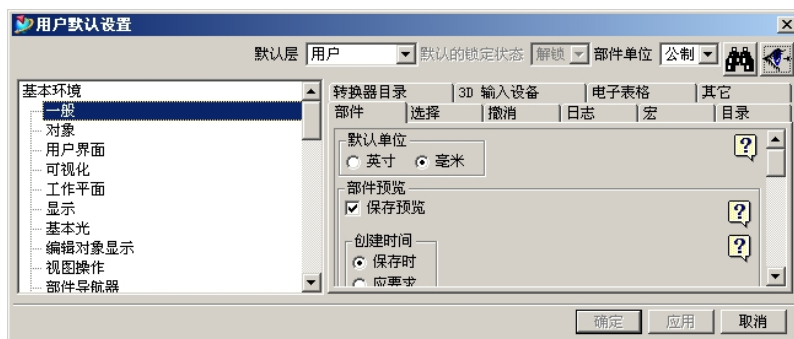 用户默认设置
默认层 用户 默认的锁定状态 解锁 部件单位 公制
基本环境
一般
对象
用户界面
可视化
工作平面
显示
基本光
编辑对象显示
视图操作
部件导航器
转换器目录 3D 输入设备 电子表格 其它
部件 选择 撤消 日志 宏 目录
默认单位
英寸 毫米
部件预览
保存预览
创建时间
保存时
应要求
确定 应用 取消